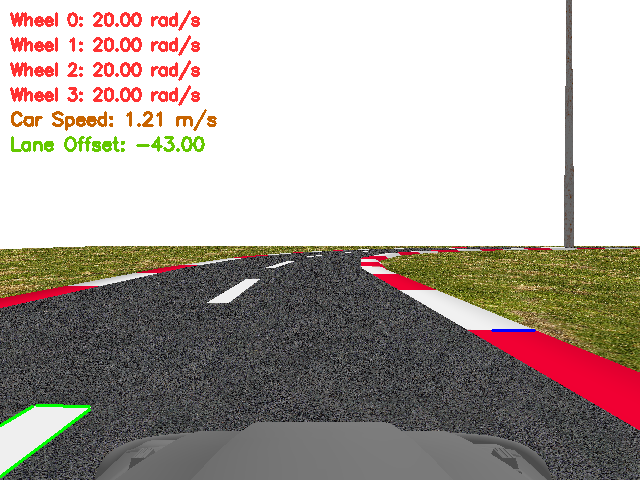 Wheel 0: 20.00 rad/s
Wheel 1: 20.00 rad/s
Wheel 2: 20.00 rad/s
Wheel 3: 20.00 rad/s
Car Speed: 1.21 m/s
Lane Offset: -43.00